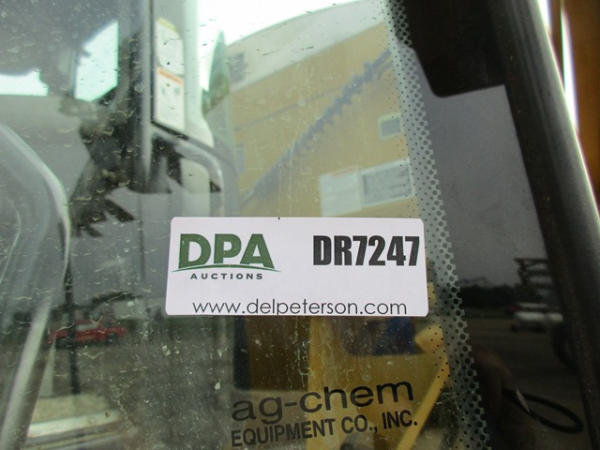 DPA
AUCTIONS
DR7247
www.delpeterson.com
ag-chem
EQUIPMENT CO., INC.